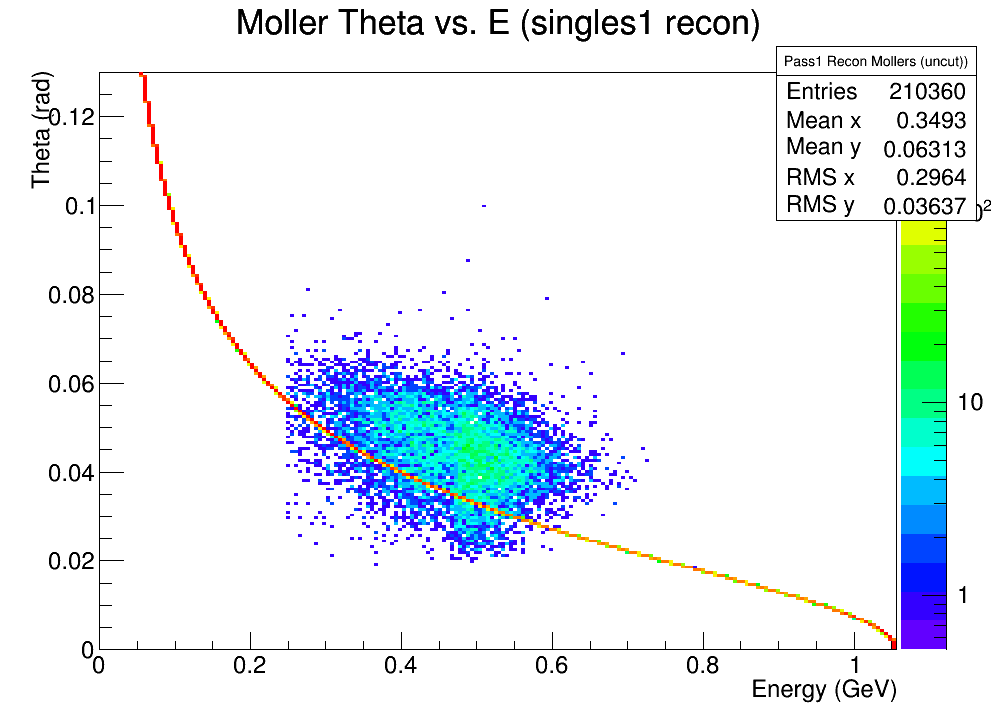 Moller Theta vs. E (singles1 recon)
Pass1 Recon Mollers (uncut))
Entries 210360
Mean x 0.3493
Mean y 0.06313
RMS x 0.2964
RMS y 0.03637
Theta (rad)
0.12
0.1
0.08
0.06
0.04
0.02
0
0 0.2 0.4 0.6 0.8 1
Energy (GeV)
10
1